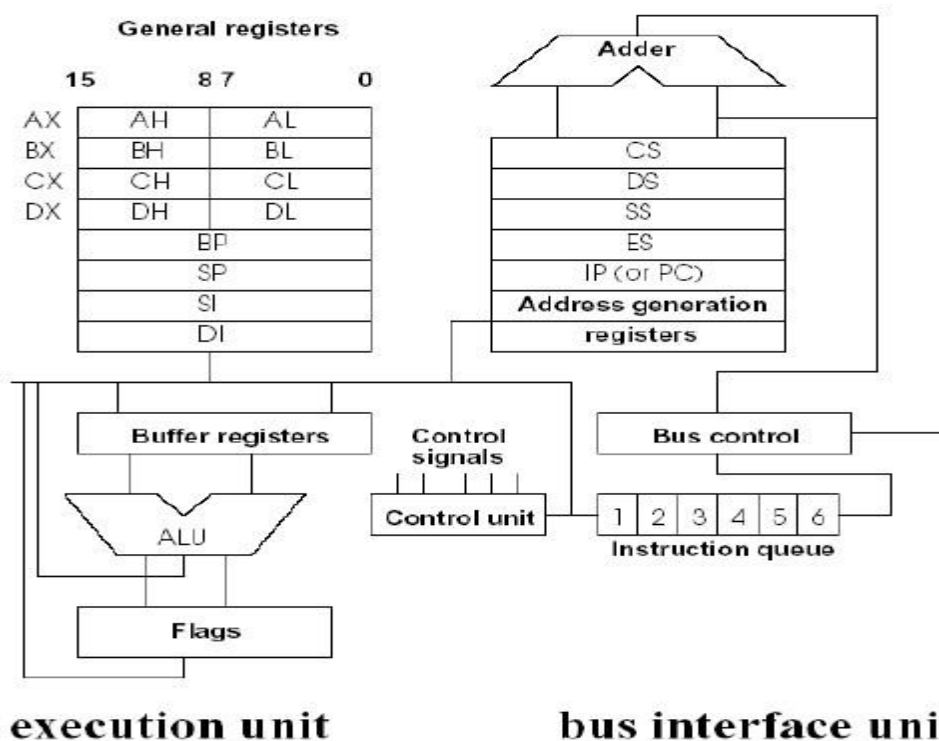 General registers
15 8 7 0
AX AH AL
BX BH BL
CX CH CL
DX DH DL
BP
SP
SI
DI
Adder
CS
DS
SS
ES
IP (or PC)
Address generation
registers
Buffer registers
Control
signals
Bus control
ALU
Control unit
1 2 3 4 5 6
Instruction queue
Flags
execution unit
bus interface uni